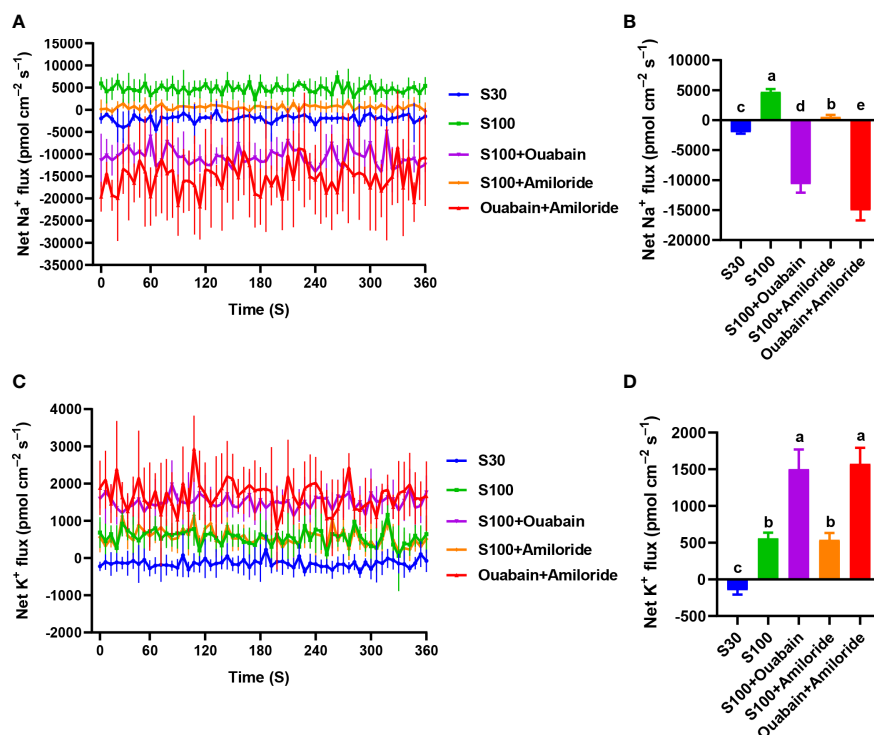 A
Net Na⁺ flux (pmol cm⁻² s⁻¹)
15000
10000
5000
0
-5000
-10000
-15000
-20000
-25000
-30000
-35000
0 60 120 180 240 300 360
Time (S)
S30
S100
S100+Ouabain
S100+Amiloride
Ouabain+Amiloride
B
Net Na⁺ flux (pmol cm⁻² s⁻¹)
10000
5000
0
-5000
-10000
-15000
-20000
c a d b e
S30
S100
S100+Ouabain
S100+Amiloride
Ouabain+Amiloride
C
Net K⁺ flux (pmol cm⁻² s⁻¹)
4000
3000
2000
1000
0
-1000
-2000
0 60 120 180 240 300 360
Time (S)
S30
S100
S100+Ouabain
S100+Amiloride
Ouabain+Amiloride
D
Net K⁺ flux (pmol cm⁻² s⁻¹)
2000
1500
1000
500
0
-500
c b a b a
S30
S100
S100+Ouabain
S100+Amiloride
Ouabain+Amiloride